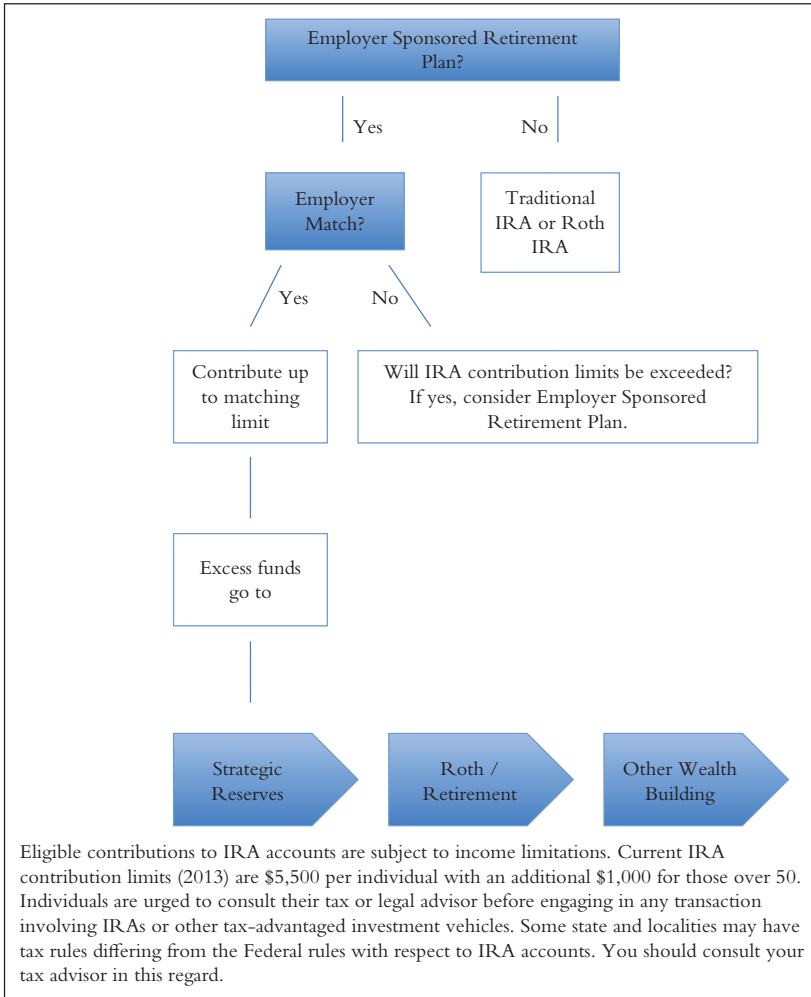 Employer Sponsored Retirement
Plan?
Yes
No
Employer
Match?
Traditional
IRA or Roth
IRA
Yes
No
Contribute up
to matching
limit
Will IRA contribution limits be exceeded?
If yes, consider Employer Sponsored
Retirement Plan.
Excess funds
go to
Strategic
Reserves
Roth /
Retirement
Other Wealth
Building
Eligible contributions to IRA accounts are subject to income limitations. Current IRA
contribution limits (2013) are $5,500 per individual with an additional $1,000 for those over 50.
Individuals are urged to consult their tax or legal advisor before engaging in any transaction
involving IRAs or other tax-advantaged investment vehicles. Some state and localities may have
tax rules differing from the Federal rules with respect to IRA accounts. You should consult your
tax advisor in this regard.